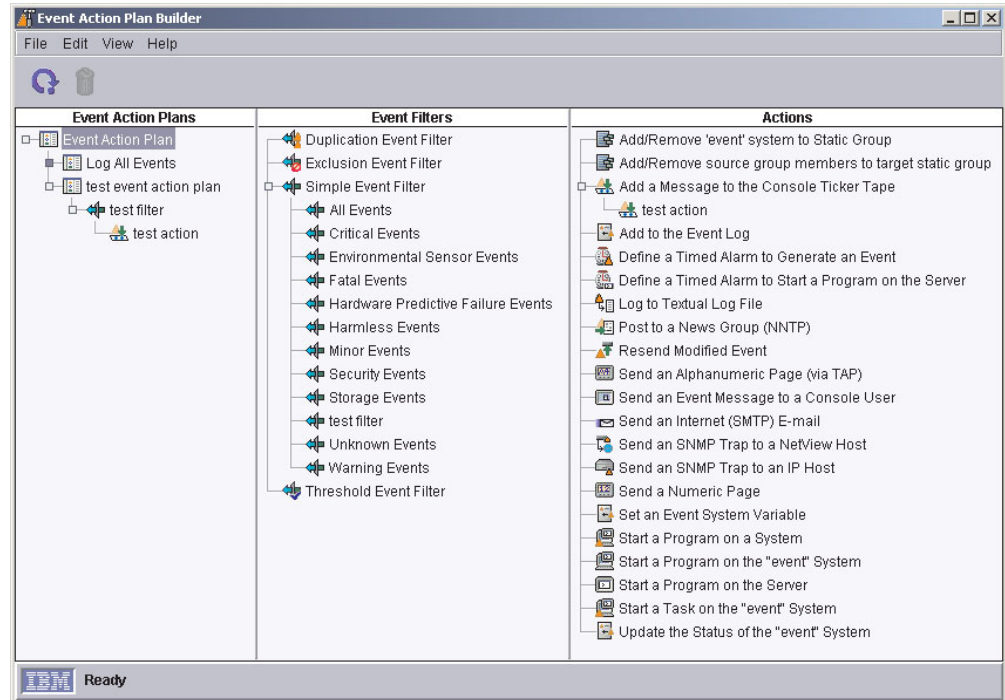 Event Action Plan Builder
File Edit View Help
Event Action Plans
Event Action Plan
Log All Events
test event action plan
test filter
test action
Event Filters
Duplication Event Filter
Exclusion Event Filter
Simple Event Filter
All Events
Critical Events
Environmental Sensor Events
Fatal Events
Hardware Predictive Failure Events
Harmless Events
Minor Events
Security Events
Storage Events
test filter
Unknown Events
Warning Events
Threshold Event Filter
Actions
Add/Remove 'event' system to Static Group
Add/Remove source group members to target static group
Add a Message to the Console Ticker Tape
test action
Add to the Event Log
Define a Timed Alarm to Generate an Event
Define a Timed Alarm to Start a Program on the Server
Log to Textual Log File
Post to a News Group (NNTP)
Resend Modified Event
Send an Alphanumeric Page (via TAP)
Send an Event Message to a Console User
Send an Internet (SMTP) E-mail
Send an SNMP Trap to a NetView Host
Send an SNMP Trap to an IP Host
Send a Numeric Page
Set an Event System Variable
Start a Program on a System
Start a Program on the "event" System
Start a Program on the Server
Start a Task on the "event" System
Update the Status of the "event" System
IBM Ready